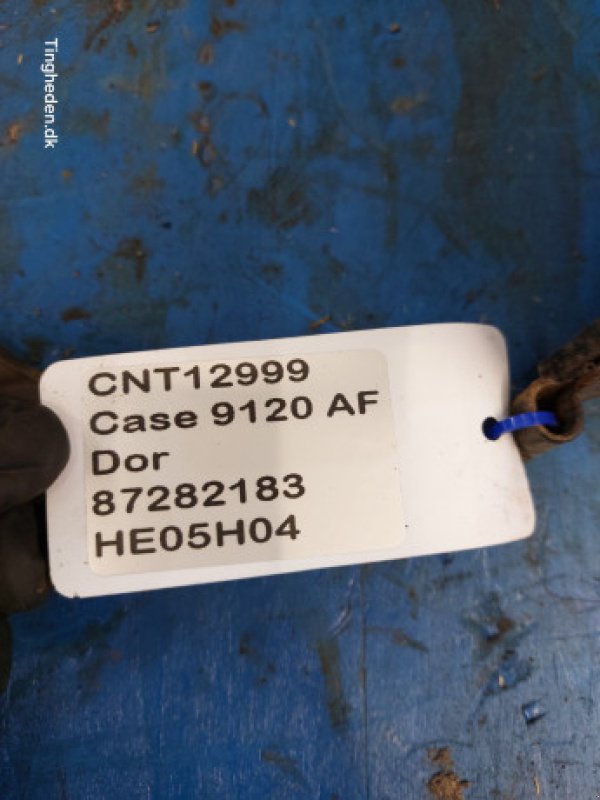 Tingheden.dk
CNT12999
Case 9120 AF
Dor
87282183
HE05H04